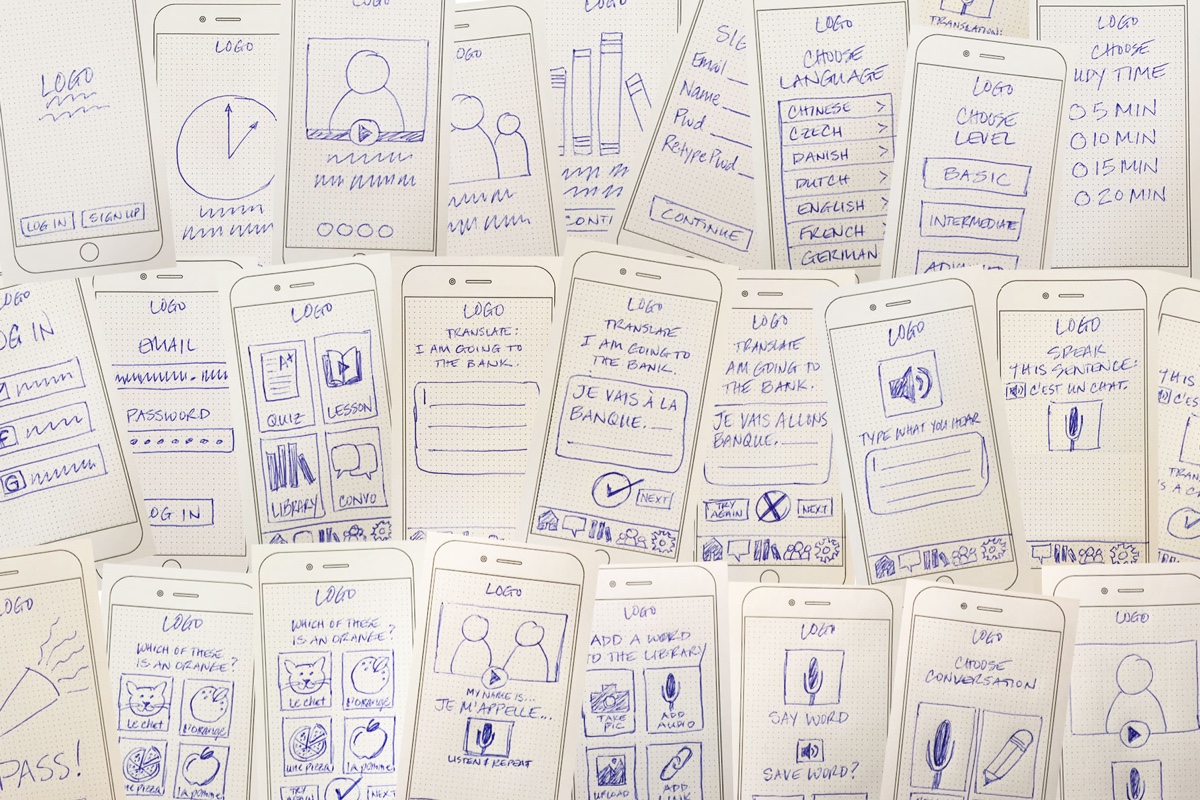 LOGO
LOG IN
SIGN UP
LOGO
LOGO
LOGO
LOGO
CONTI
SIG
Email
Name
Pwd
Retype Pwd
CONTINUE
LOGO
CHOOSE
LANGUAGE
CHINESE >
CZECH >
DANISH >
DUTCH >
ENGLISH >
FRENCH >
GERMAN
TRANSLATION:
LOGO
CHOOSE
LEVEL
BASIC
INTERMEDIATE
LOGO
CHOOSE
UDY TIME
5 MIN
10 MIN
15 MIN
20 MIN
LOGO
OG IN
F
G
LOGO
EMAIL
PASSWORD
OG IN
LOGO
A+
QUIZ
LESSON
LIBRARY
CONVO
LOGO
TRANSLATE:
I AM GOING TO
THE BANK.
LOGO
TRANSLATE
I AM GOING TO
THE BANK.
JE VAIS À LA
BANQUE.
NEXT
LOGO
TRANSLATE
AM GOING TO
THE BANK.
JE VAIS ALLONS
BANQUE.
TRY
AGAIN
NEXT
LOGO
TYPE WHAT YOU HEAR
LOGO
SPEAK
THIS SENTENCE:
C'EST UN CHAT.
THIS
C'ES
TRAN
'S A C
LOGO
PASS!
LOGO
WHICH OF THESE
IS AN ORANGE?
Le chat
L'orange
une pizza
la pomme
LOGO
WHICH OF THESE
IS AN ORANGE?
Le chat
L'orange
une pizza
la pomme
TRY
AGAIN
NEXT
LOGO
MY NAME IS...
JE M'APPELLE...
LISTEN & REPEAT
LOGO
ADD A WORD
TO THE LIBRARY
TAKE
PIC
ADD
AUDIO
UPLOAD
ADD
LINK
LOGO
SAY WORD
SAVE WORD?
LOGO
CHOOSE
CONVERSATION
LOGO